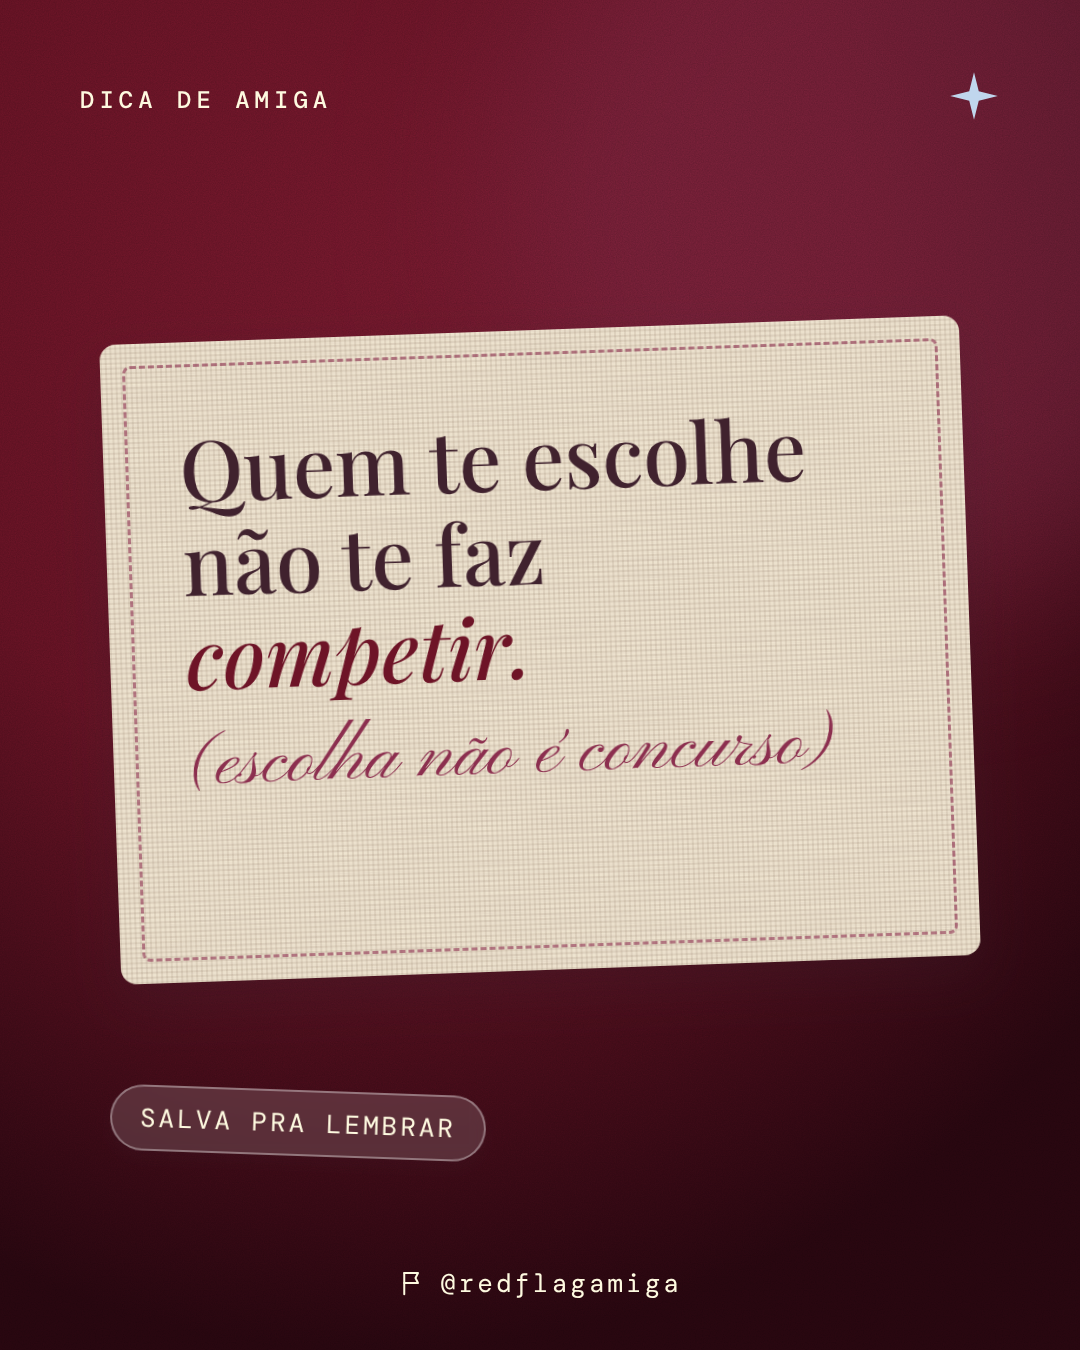 DICA DE AMIGA
Quem te escolhe
não te faz
competir.
(escolha não é concurso)
SALVA PRA LEMBRAR
@redflagamiga